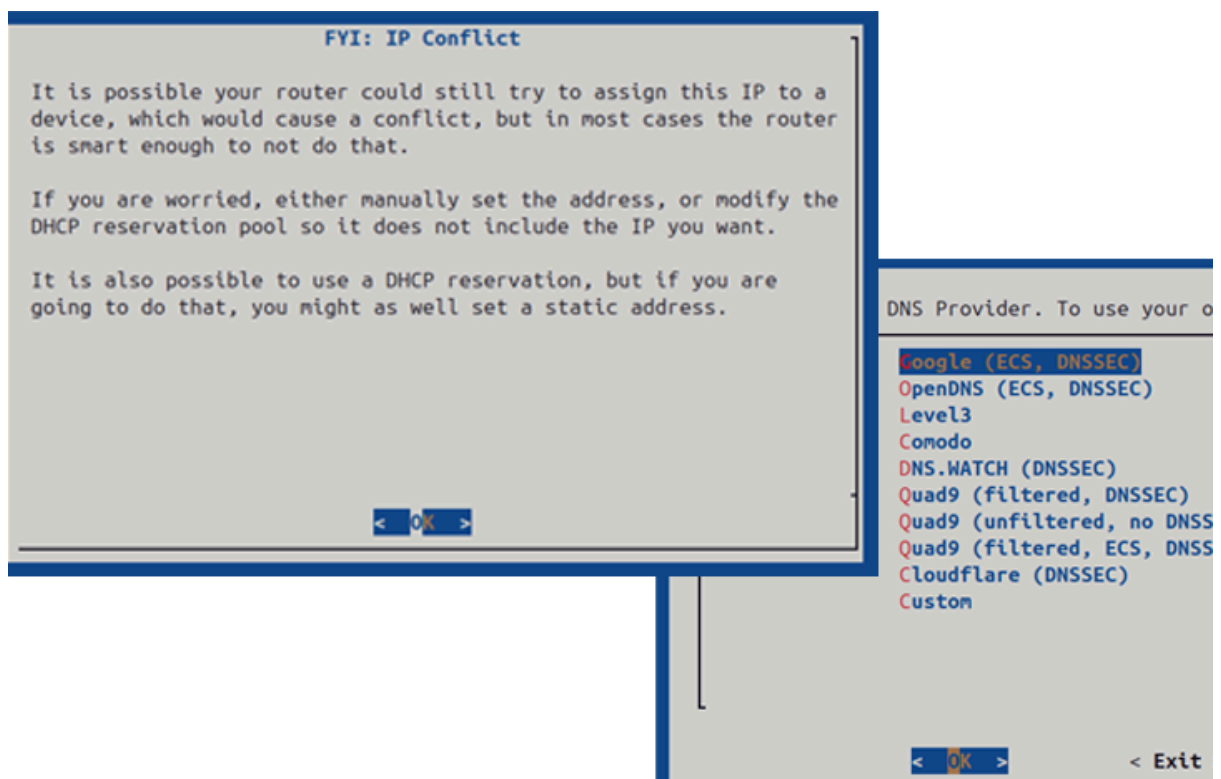 FYI: IP Conflict
It is possible your router could still try to assign this IP to a
device, which would cause a conflict, but in most cases the router
is smart enough to not do that.
If you are worried, either manually set the address, or modify the
DHCP reservation pool so it does not include the IP you want.
It is also possible to use a DHCP reservation, but if you are
going to do that, you might as well set a static address.
< OK >
DNS Provider. To use your o
Google (ECS, DNSSEC)
OpenDNS (ECS, DNSSEC)
Level3
Comodo
DNS.WATCH (DNSSEC)
Quad9 (filtered, DNSSEC)
Quad9 (unfiltered, no DNSS
Quad9 (filtered, ECS, DNSS
Cloudflare (DNSSEC)
Custom
< OK > < Exit